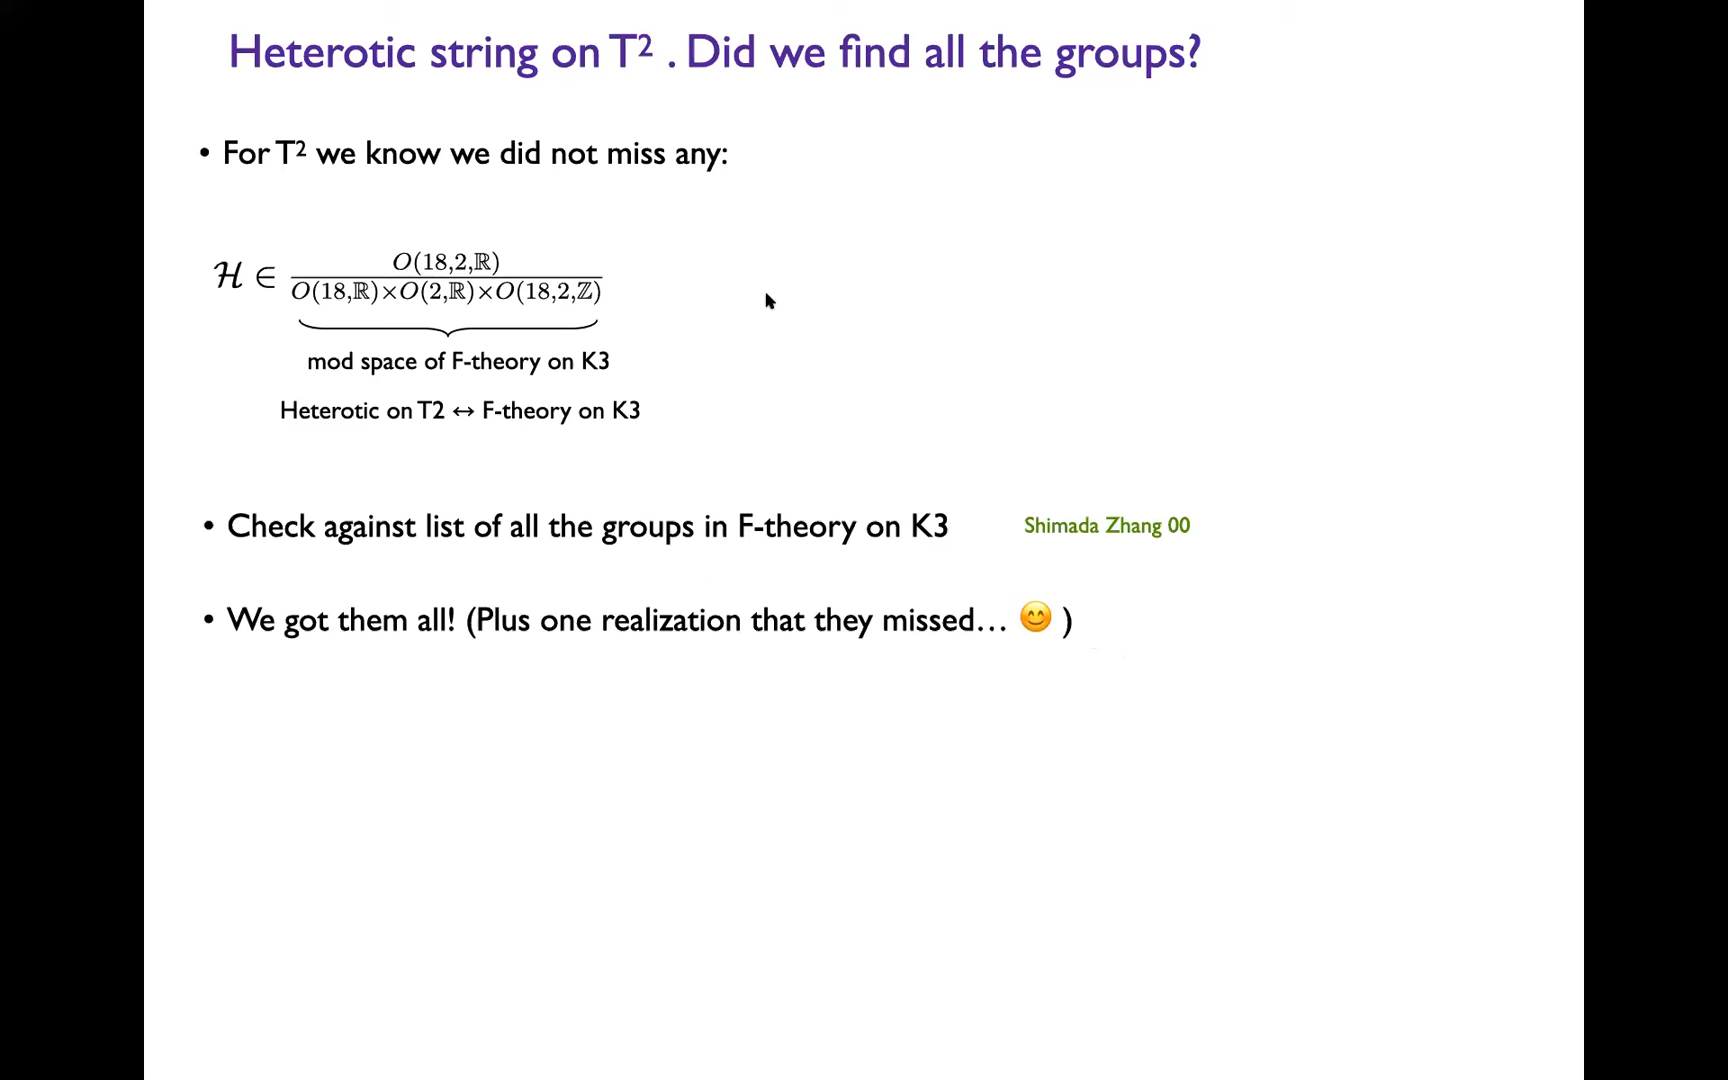 Heterotic string on T² . Did we find all the groups?
• For T² we know we did not miss any:
ℋ ∈ O(18,2,ℝ) / O(18,ℝ)×O(2,ℝ)×O(18,2,ℤ)
mod space of F-theory on K3
Heterotic on T2 ↔ F-theory on K3
• Check against list of all the groups in F-theory on K3 Shimada Zhang 00
• We got them all! (Plus one realization that they missed… 😊 )